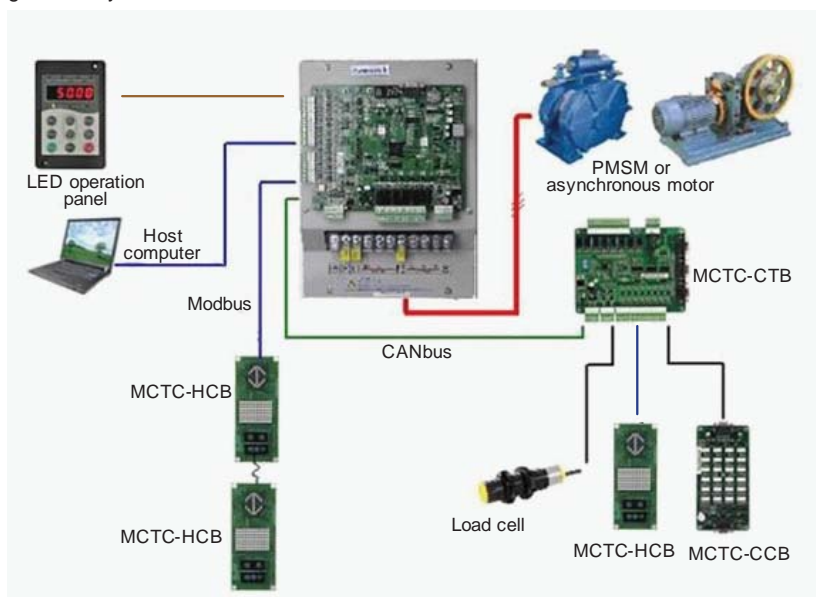 5000
LED operation
panel
PMSM or
asynchronous motor
Host
computer
MCTC-CTB
Modbus
CANbus
MCTC-HCB
MCTC-HCB
Load cell
MCTC-HCB
MCTC-CCB